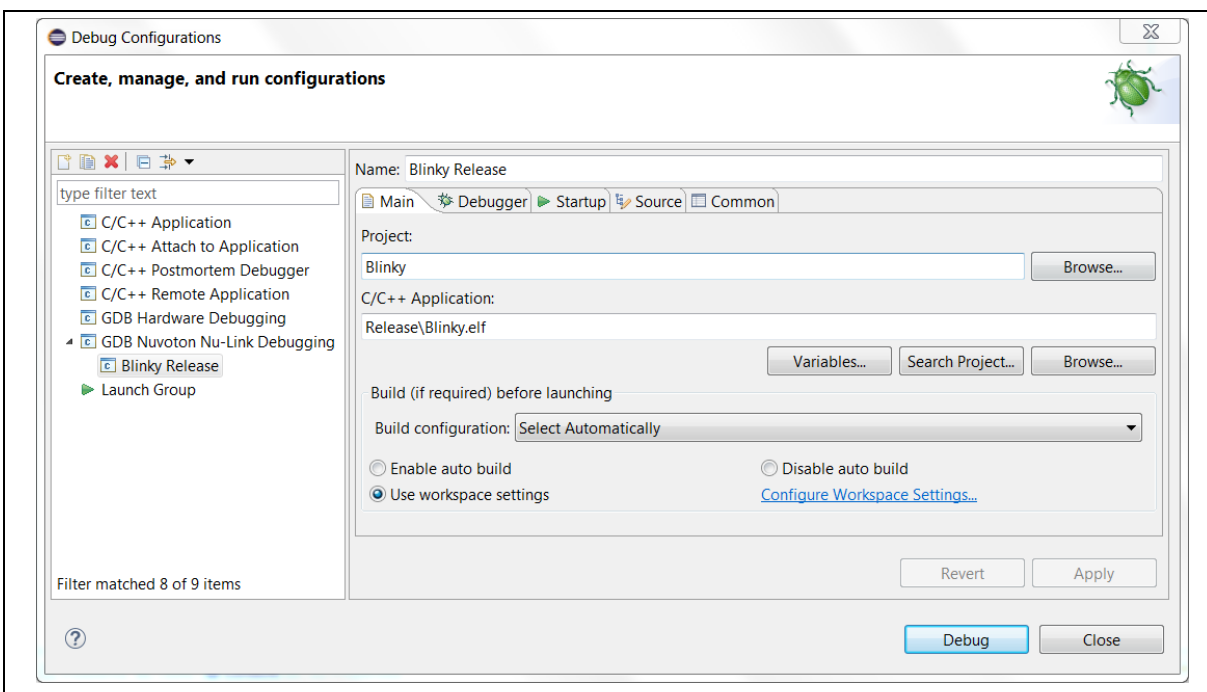 Debug Configurations
Create, manage, and run configurations
type filter text
C/C++ Application
C/C++ Attach to Application
C/C++ Postmortem Debugger
C/C++ Remote Application
GDB Hardware Debugging
GDB Nuvoton Nu-Link Debugging
Blinky Release
Launch Group
Filter matched 8 of 9 items
Name: Blinky Release
Main Debugger Startup Source Common
Project:
Blinky Browse...
C/C++ Application:
Release\Blinky.elf
Variables... Search Project... Browse...
Build (if required) before launching
Build configuration: Select Automatically
Enable auto build Disable auto build
Use workspace settings Configure Workspace Settings...
Revert Apply
Debug Close